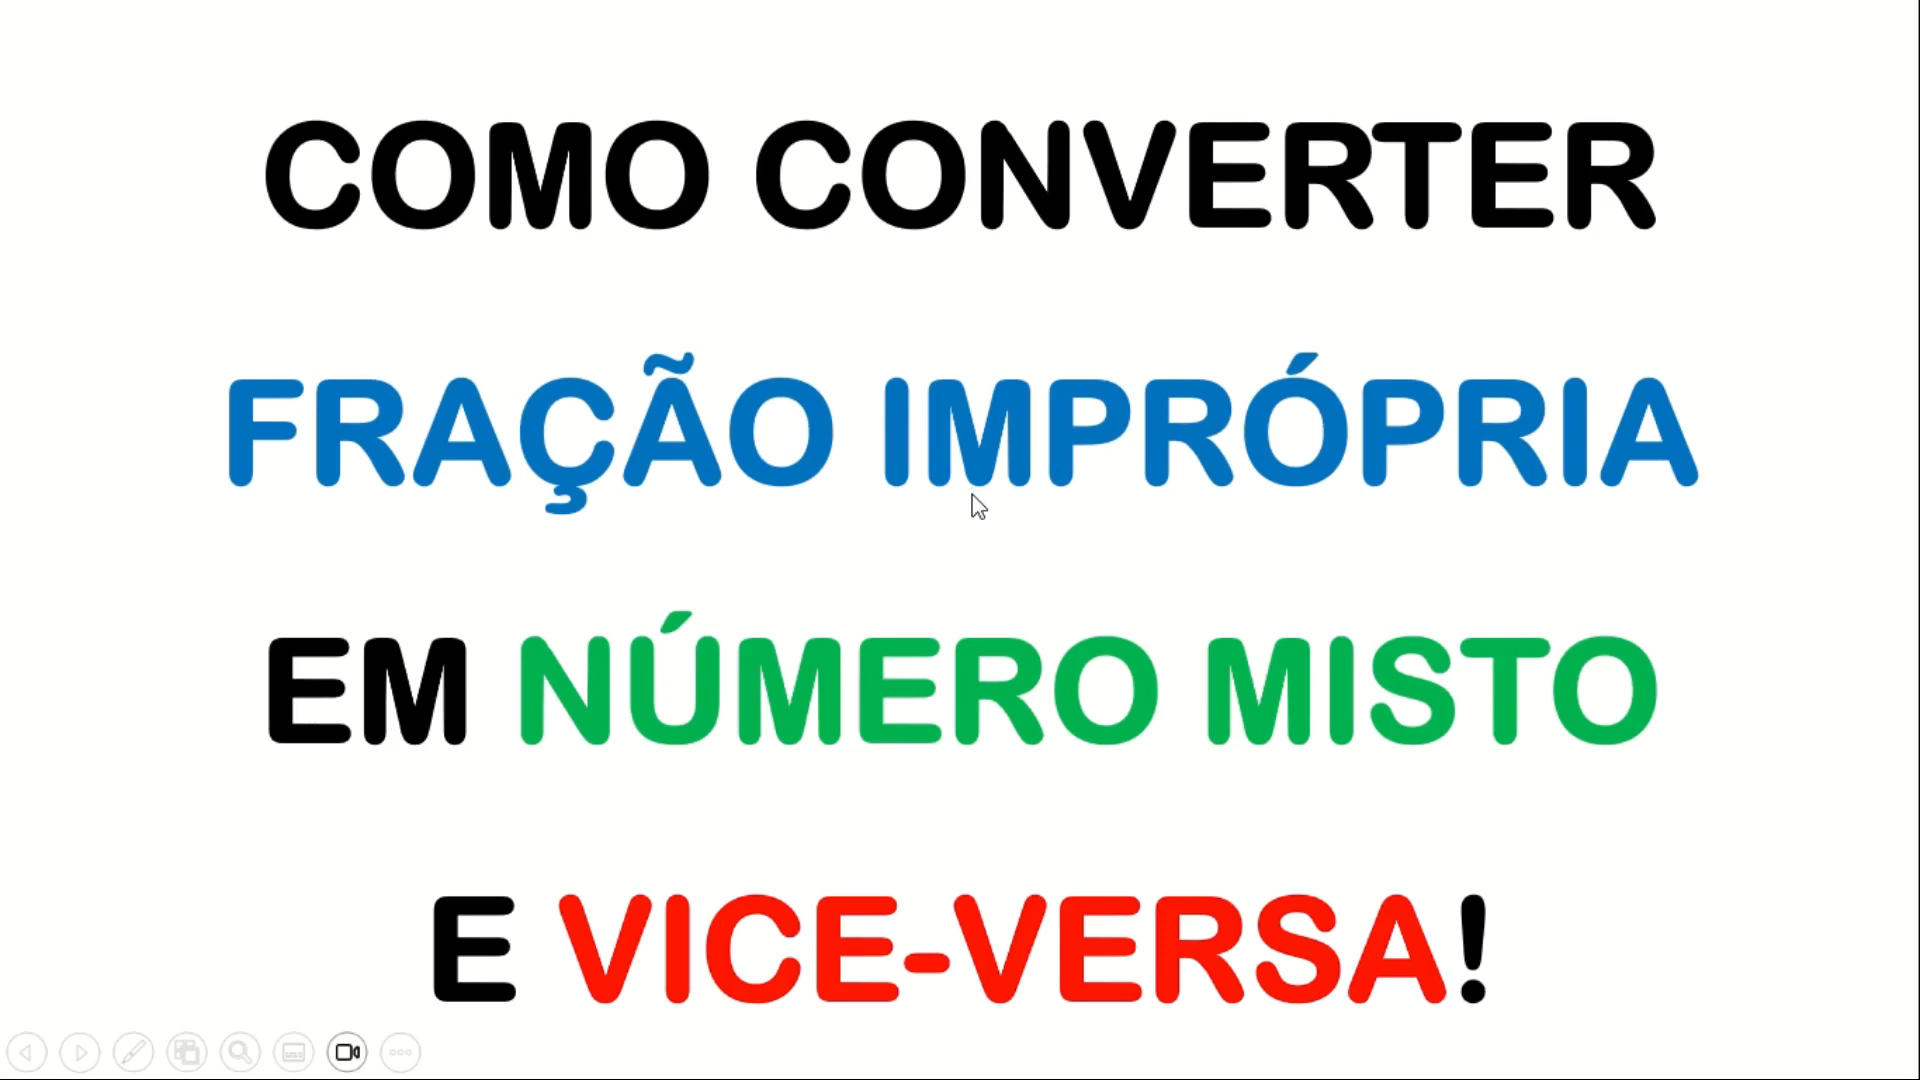 COMO CONVERTER
FRAÇÃO IMPRÓPRIA
EM NÚMERO MISTO
E VICE-VERSA!